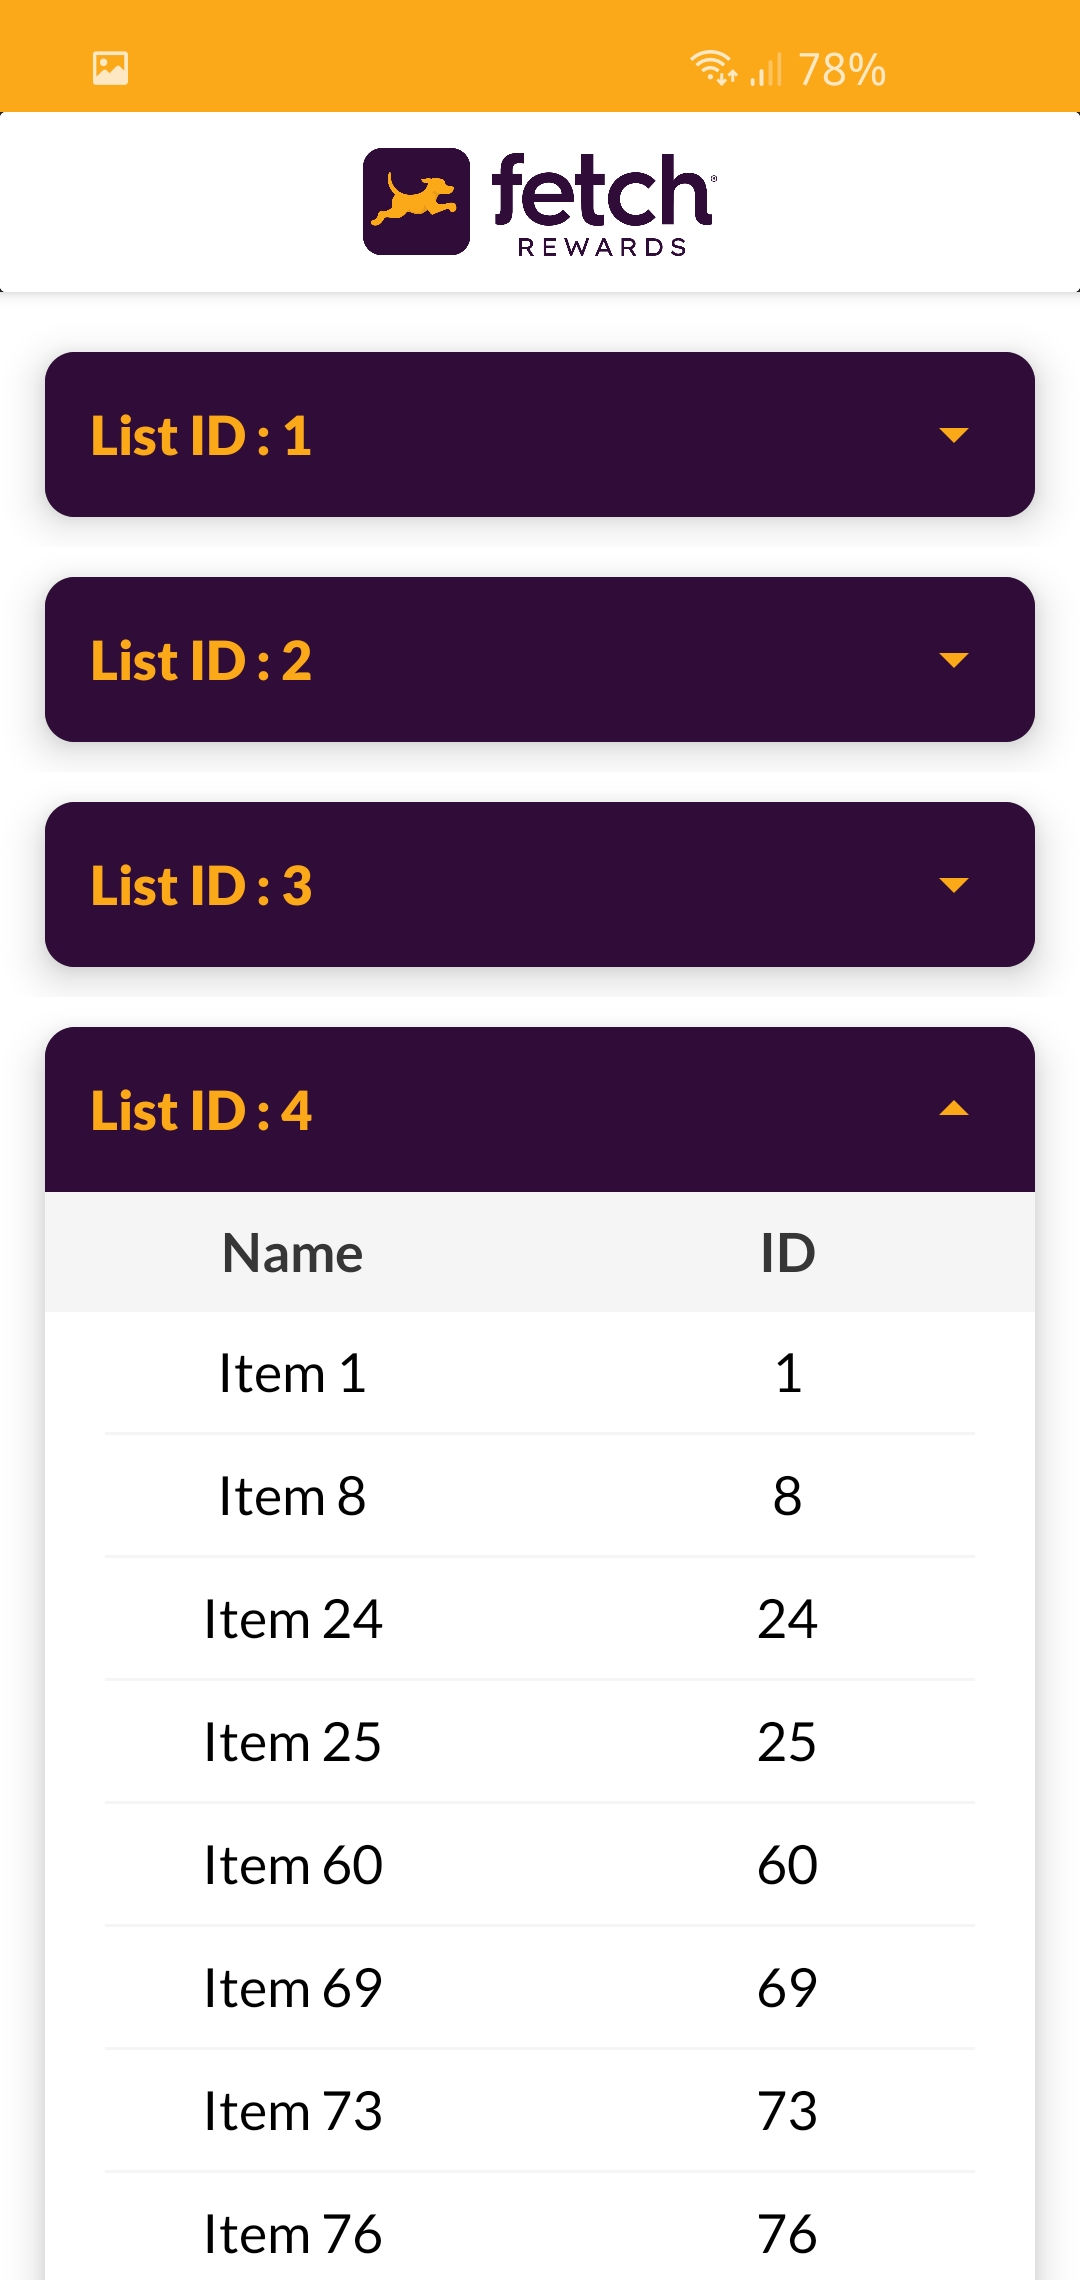 78%
fetch®
REWARDS
List ID : 1
List ID : 2
List ID : 3
List ID : 4
Name ID
Item 1 1
Item 8 8
Item 24 24
Item 25 25
Item 60 60
Item 69 69
Item 73 73
Item 76 76